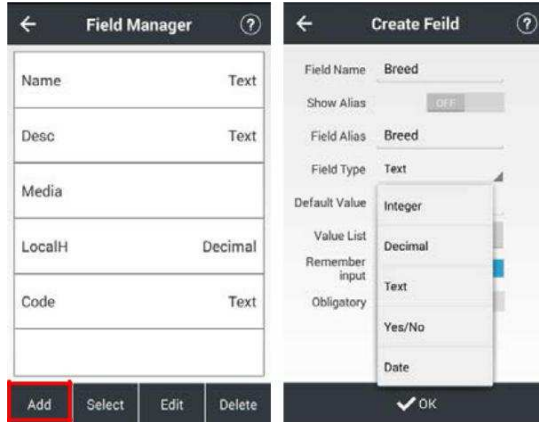 Field Manager ?
Name Text
Desc Text
Media
LocalH Decimal
Code Text
Add Select Edit Delete
Create Feild ?
Field Name Breed
Show Alias OFF
Field Alias Breed
Field Type Text
Default Value
Value List
Remember
input
Obligatory
Integer
Decimal
Text
Yes/No
Date
OK